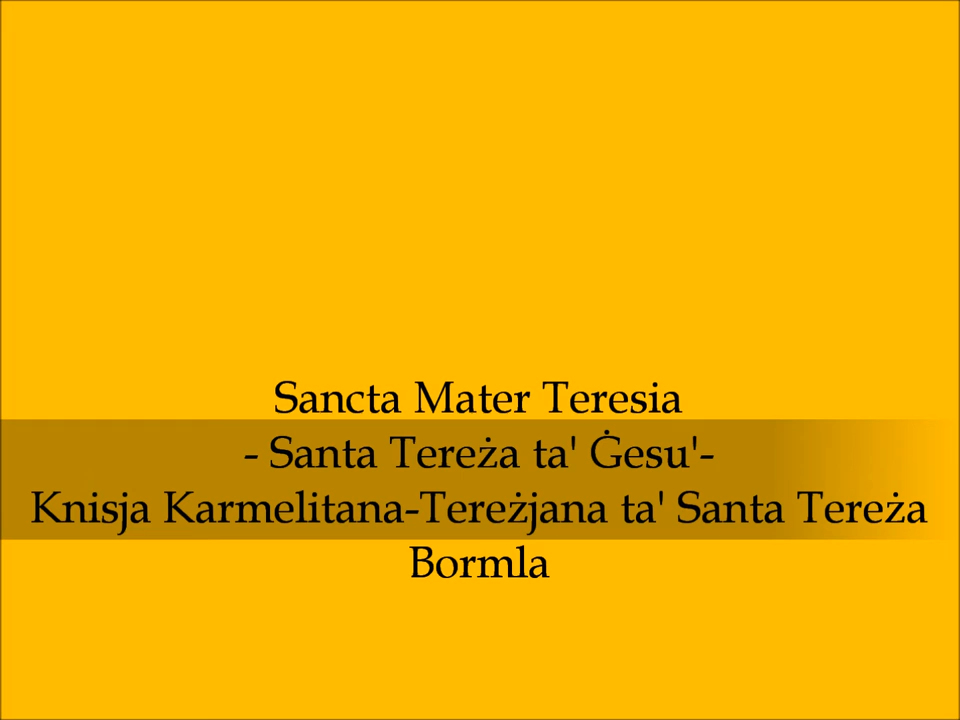 Sancta Mater Teresia
- Santa Tereża ta' Ġesu'-
Knisja Karmelitana-Tereżjana ta' Santa Tereża
Bormla